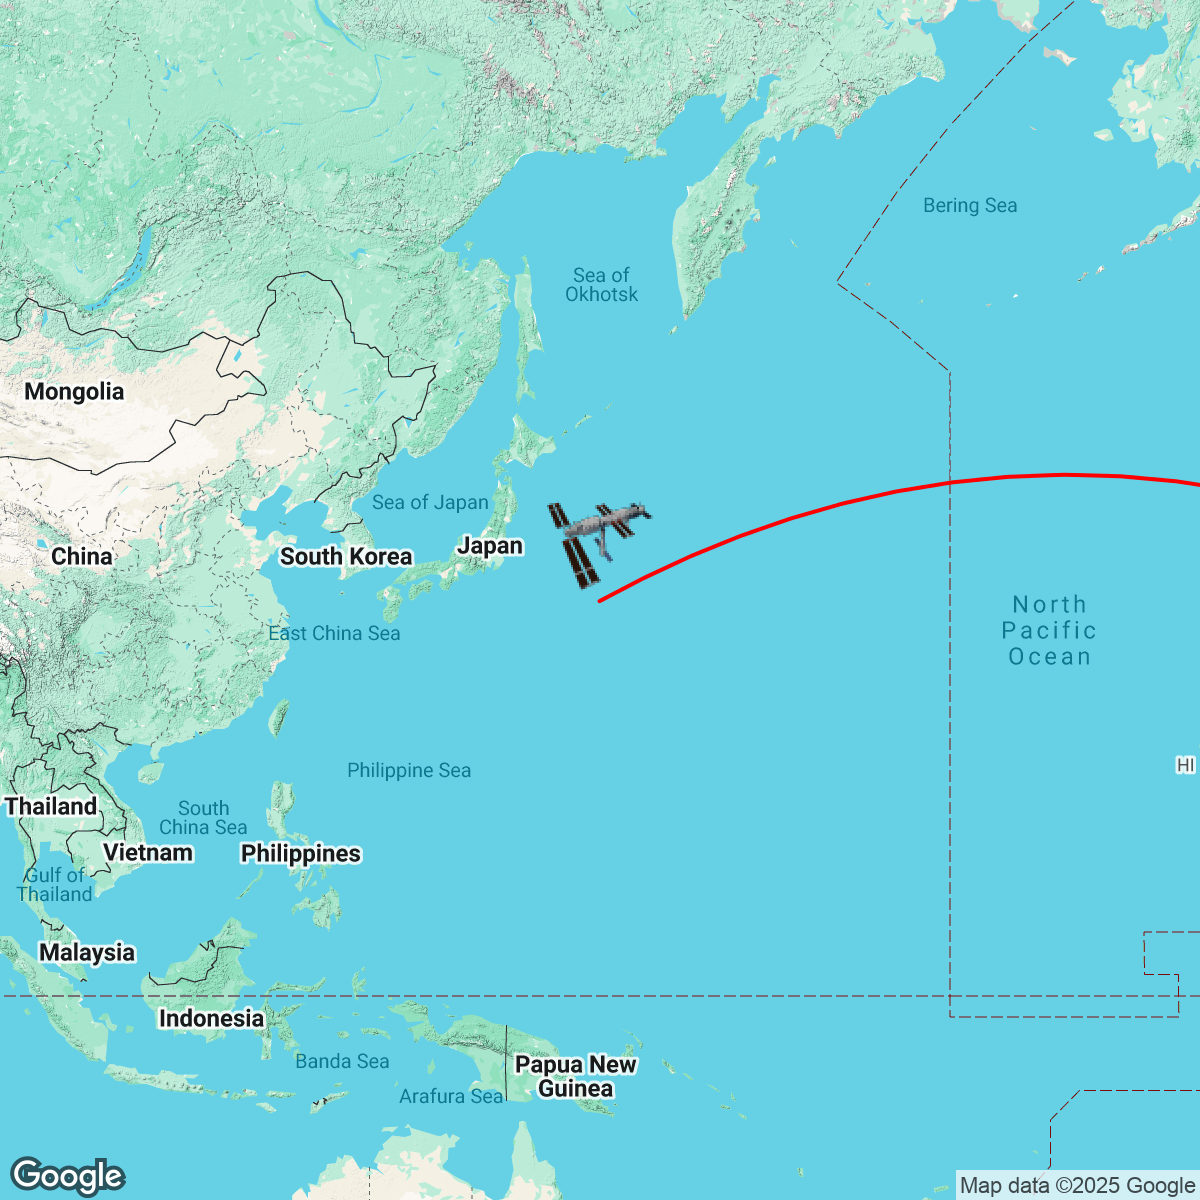 Bering Sea
Sea of
Okhotsk
Mongolia
Sea of Japan
China
South Korea
Japan
North
Pacific
Ocean
East China Sea
HI
Philippine Sea
Thailand
South
China Sea
Vietnam
Philippines
Gulf of
Thailand
Malaysia
Indonesia
Banda Sea
Papua New
Guinea
Arafura Sea
Google
Map data ©2025 Google